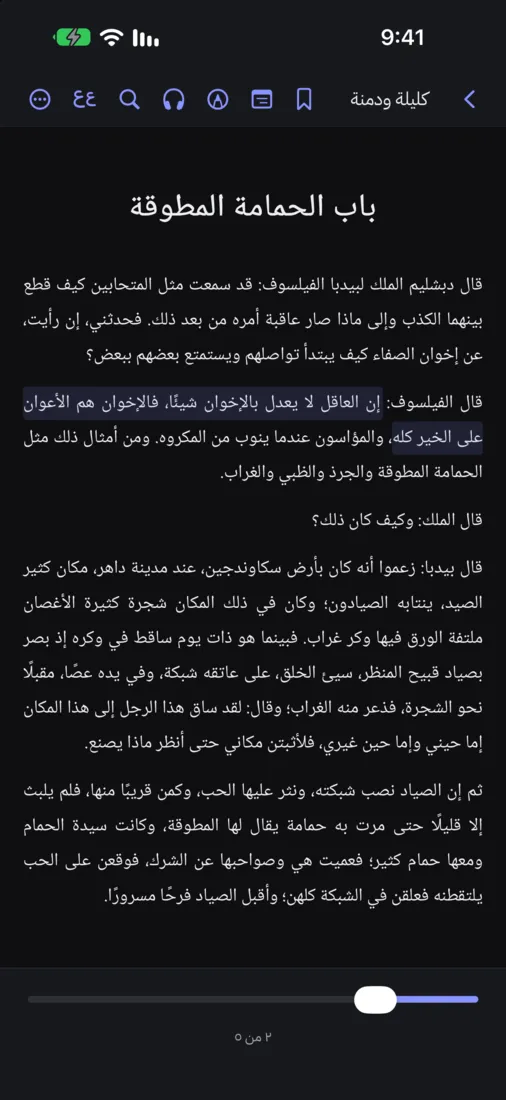 9:41
كليلة ودمنة
عع
باب الحمامة المطوقة
قال دبشليم الملك لبيدبا الفيلسوف: قد سمعت مثل المتحابين كيف قطع
بينهما الكذب وإلى ماذا صار عاقبة أمره من بعد ذلك. فحدثني، إن رأيت،
عن إخوان الصفاء كيف يبتدأ تواصلهم ويستمتع بعضهم ببعض؟
قال الفيلسوف: إن العاقل لا يعدل بالإخوان شيئًا، فالإخوان هم الأعوان
على الخير كله، والمؤاسون عندما ينوب من المكروه. ومن أمثال ذلك مثل
الحمامة المطوقة والجرذ والظبي والغراب.
قال الملك: وكيف كان ذلك؟
قال بيدبا: زعموا أنه كان بأرض سكاوندجين، عند مدينة داهر، مكان كثير
الصيد، ينتابه الصيادون؛ وكان في ذلك المكان شجرة كثيرة الأغصان
ملتفة الورق فيها وكر غراب. فبينما هو ذات يوم ساقط في وكره إذ بصر
بصياد قبيح المنظر، سيئ الخلق، على عاتقه شبكة، وفي يده عصًا، مقبلًا
نحو الشجرة، فذعر منه الغراب؛ وقال: لقد ساق هذا الرجل إلى هذا المكان
إما حيني وإما حين غيري، فلأثبتن مكاني حتى أنظر ماذا يصنع.
ثم إن الصياد نصب شبكته، ونثر عليها الحب، وكمن قريبًا منها، فلم يلبث
إلا قليلًا حتى مرت به حمامة يقال لها المطوقة، وكانت سيدة الحمام
ومعها حمام كثير؛ فعميت هي وصواحبها عن الشرك، فوقعن على الحب
يلتقطنه فعلقن في الشبكة كلهن؛ وأقبل الصياد فرحًا مسرورًا.
٢ من ٥